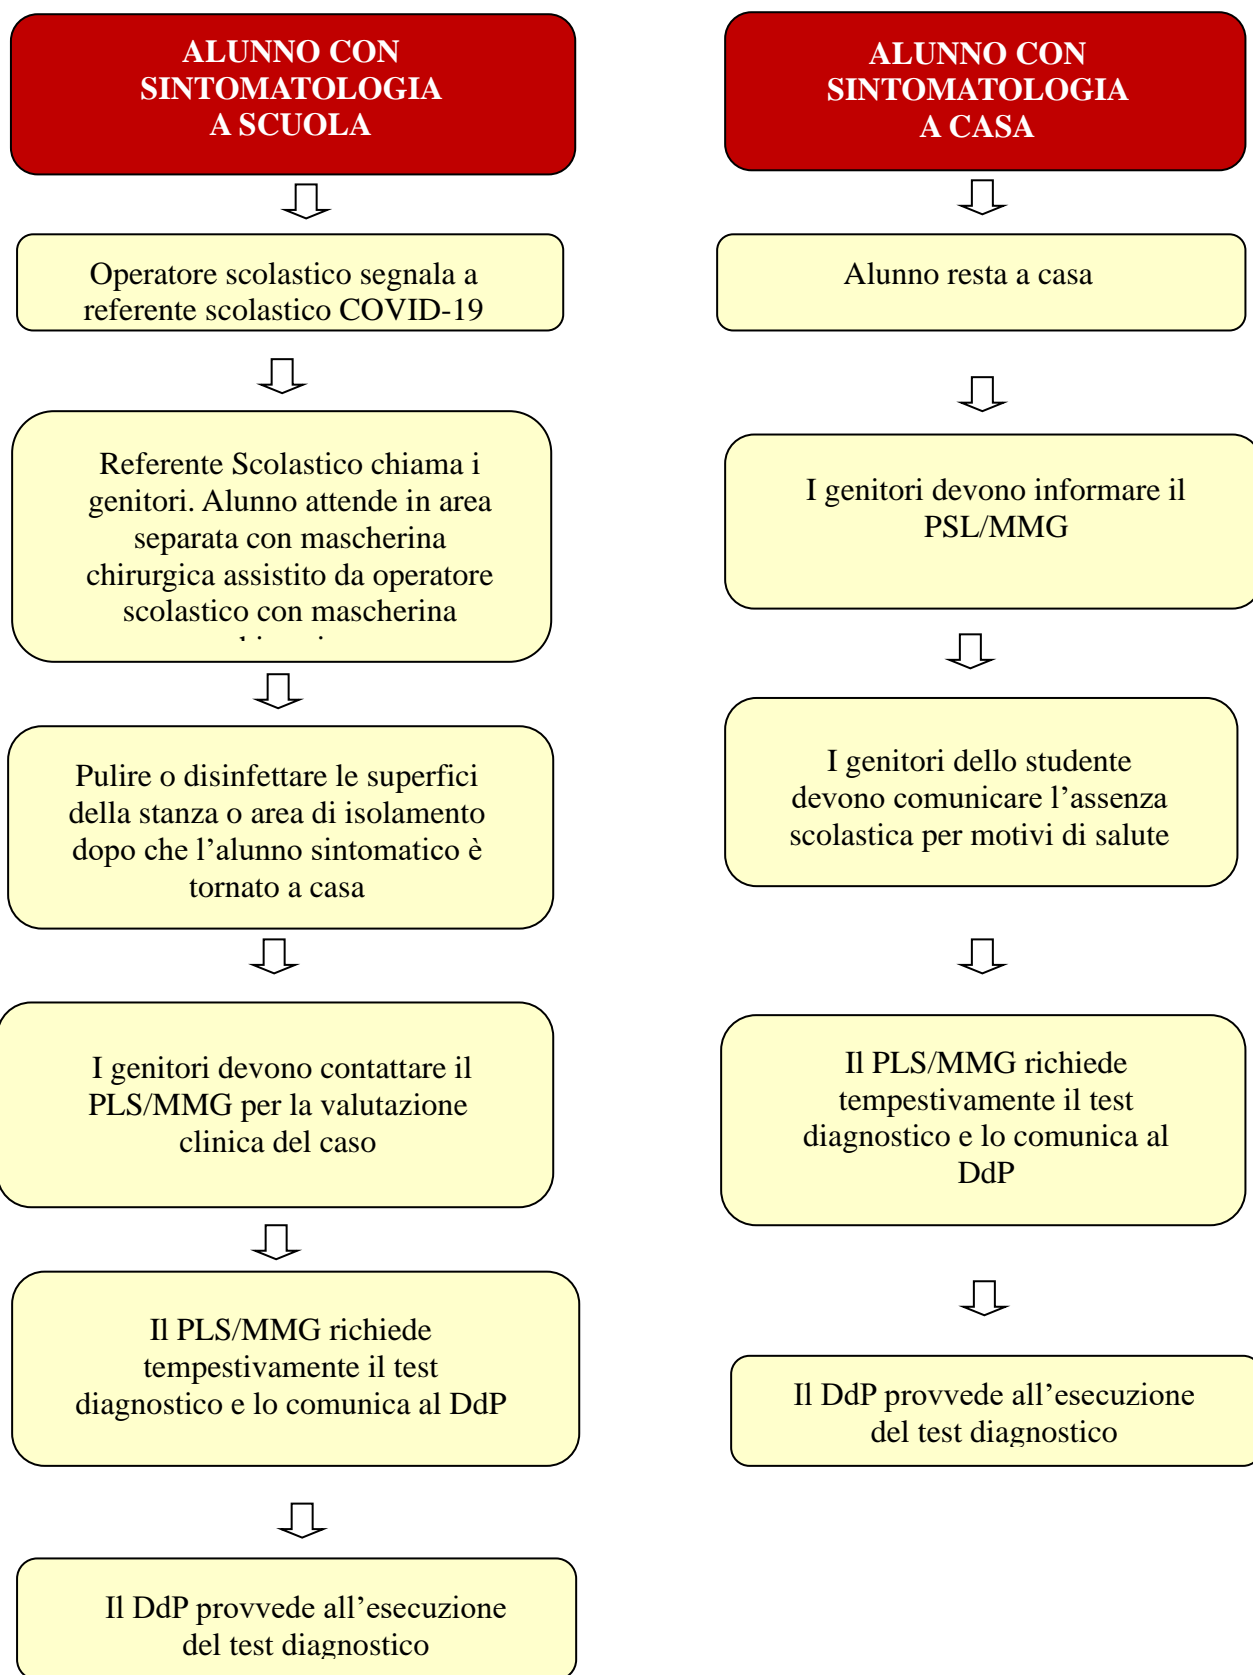 ALUNNO CON
SINTOMATOLOGIA
A SCUOLA
Operatore scolastico segnala a
referente scolastico COVID-19
Referente Scolastico chiama i
genitori. Alunno attende in area
separata con mascherina
chirurgica assistito da operatore
scolastico con mascherina
Pulire o disinfettare le superfici
della stanza o area di isolamento
dopo che l’alunno sintomatico è
tornato a casa
I genitori devono contattare il
PLS/MMG per la valutazione
clinica del caso
Il PLS/MMG richiede
tempestivamente il test
diagnostico e lo comunica al DdP
Il DdP provvede all’esecuzione
del test diagnostico
ALUNNO CON
SINTOMATOLOGIA
A CASA
Alunno resta a casa
I genitori devono informare il
PSL/MMG
I genitori dello studente
devono comunicare l’assenza
scolastica per motivi di salute
Il PLS/MMG richiede
tempestivamente il test
diagnostico e lo comunica al
DdP
Il DdP provvede all’esecuzione
del test diagnostico